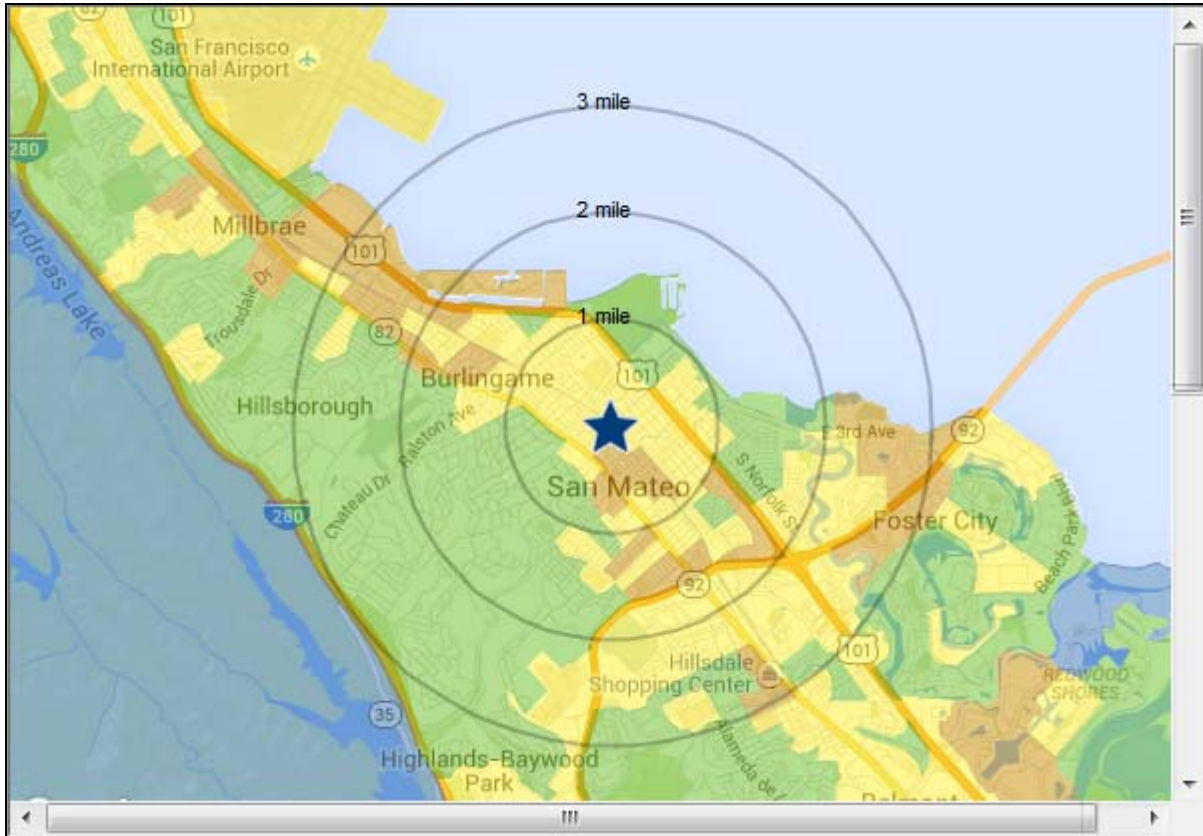 82
101
San Francisco
International Airport
3 mile
280
2 mile
Millbrae
101
Andreas Lake
Trousdale Dr
1 mile
82
101
Burlingame
Hillsborough
Ralston Ave
E 3rd Ave
92
San Mateo
Chateau Dr
S Norfolk St
280
Foster City
Beach Park Blvd
92
101
Hillsdale
Shopping Center
REDWOOD
SHORES
35
Alameda de
Highlands-Baywood
Park
Belmont